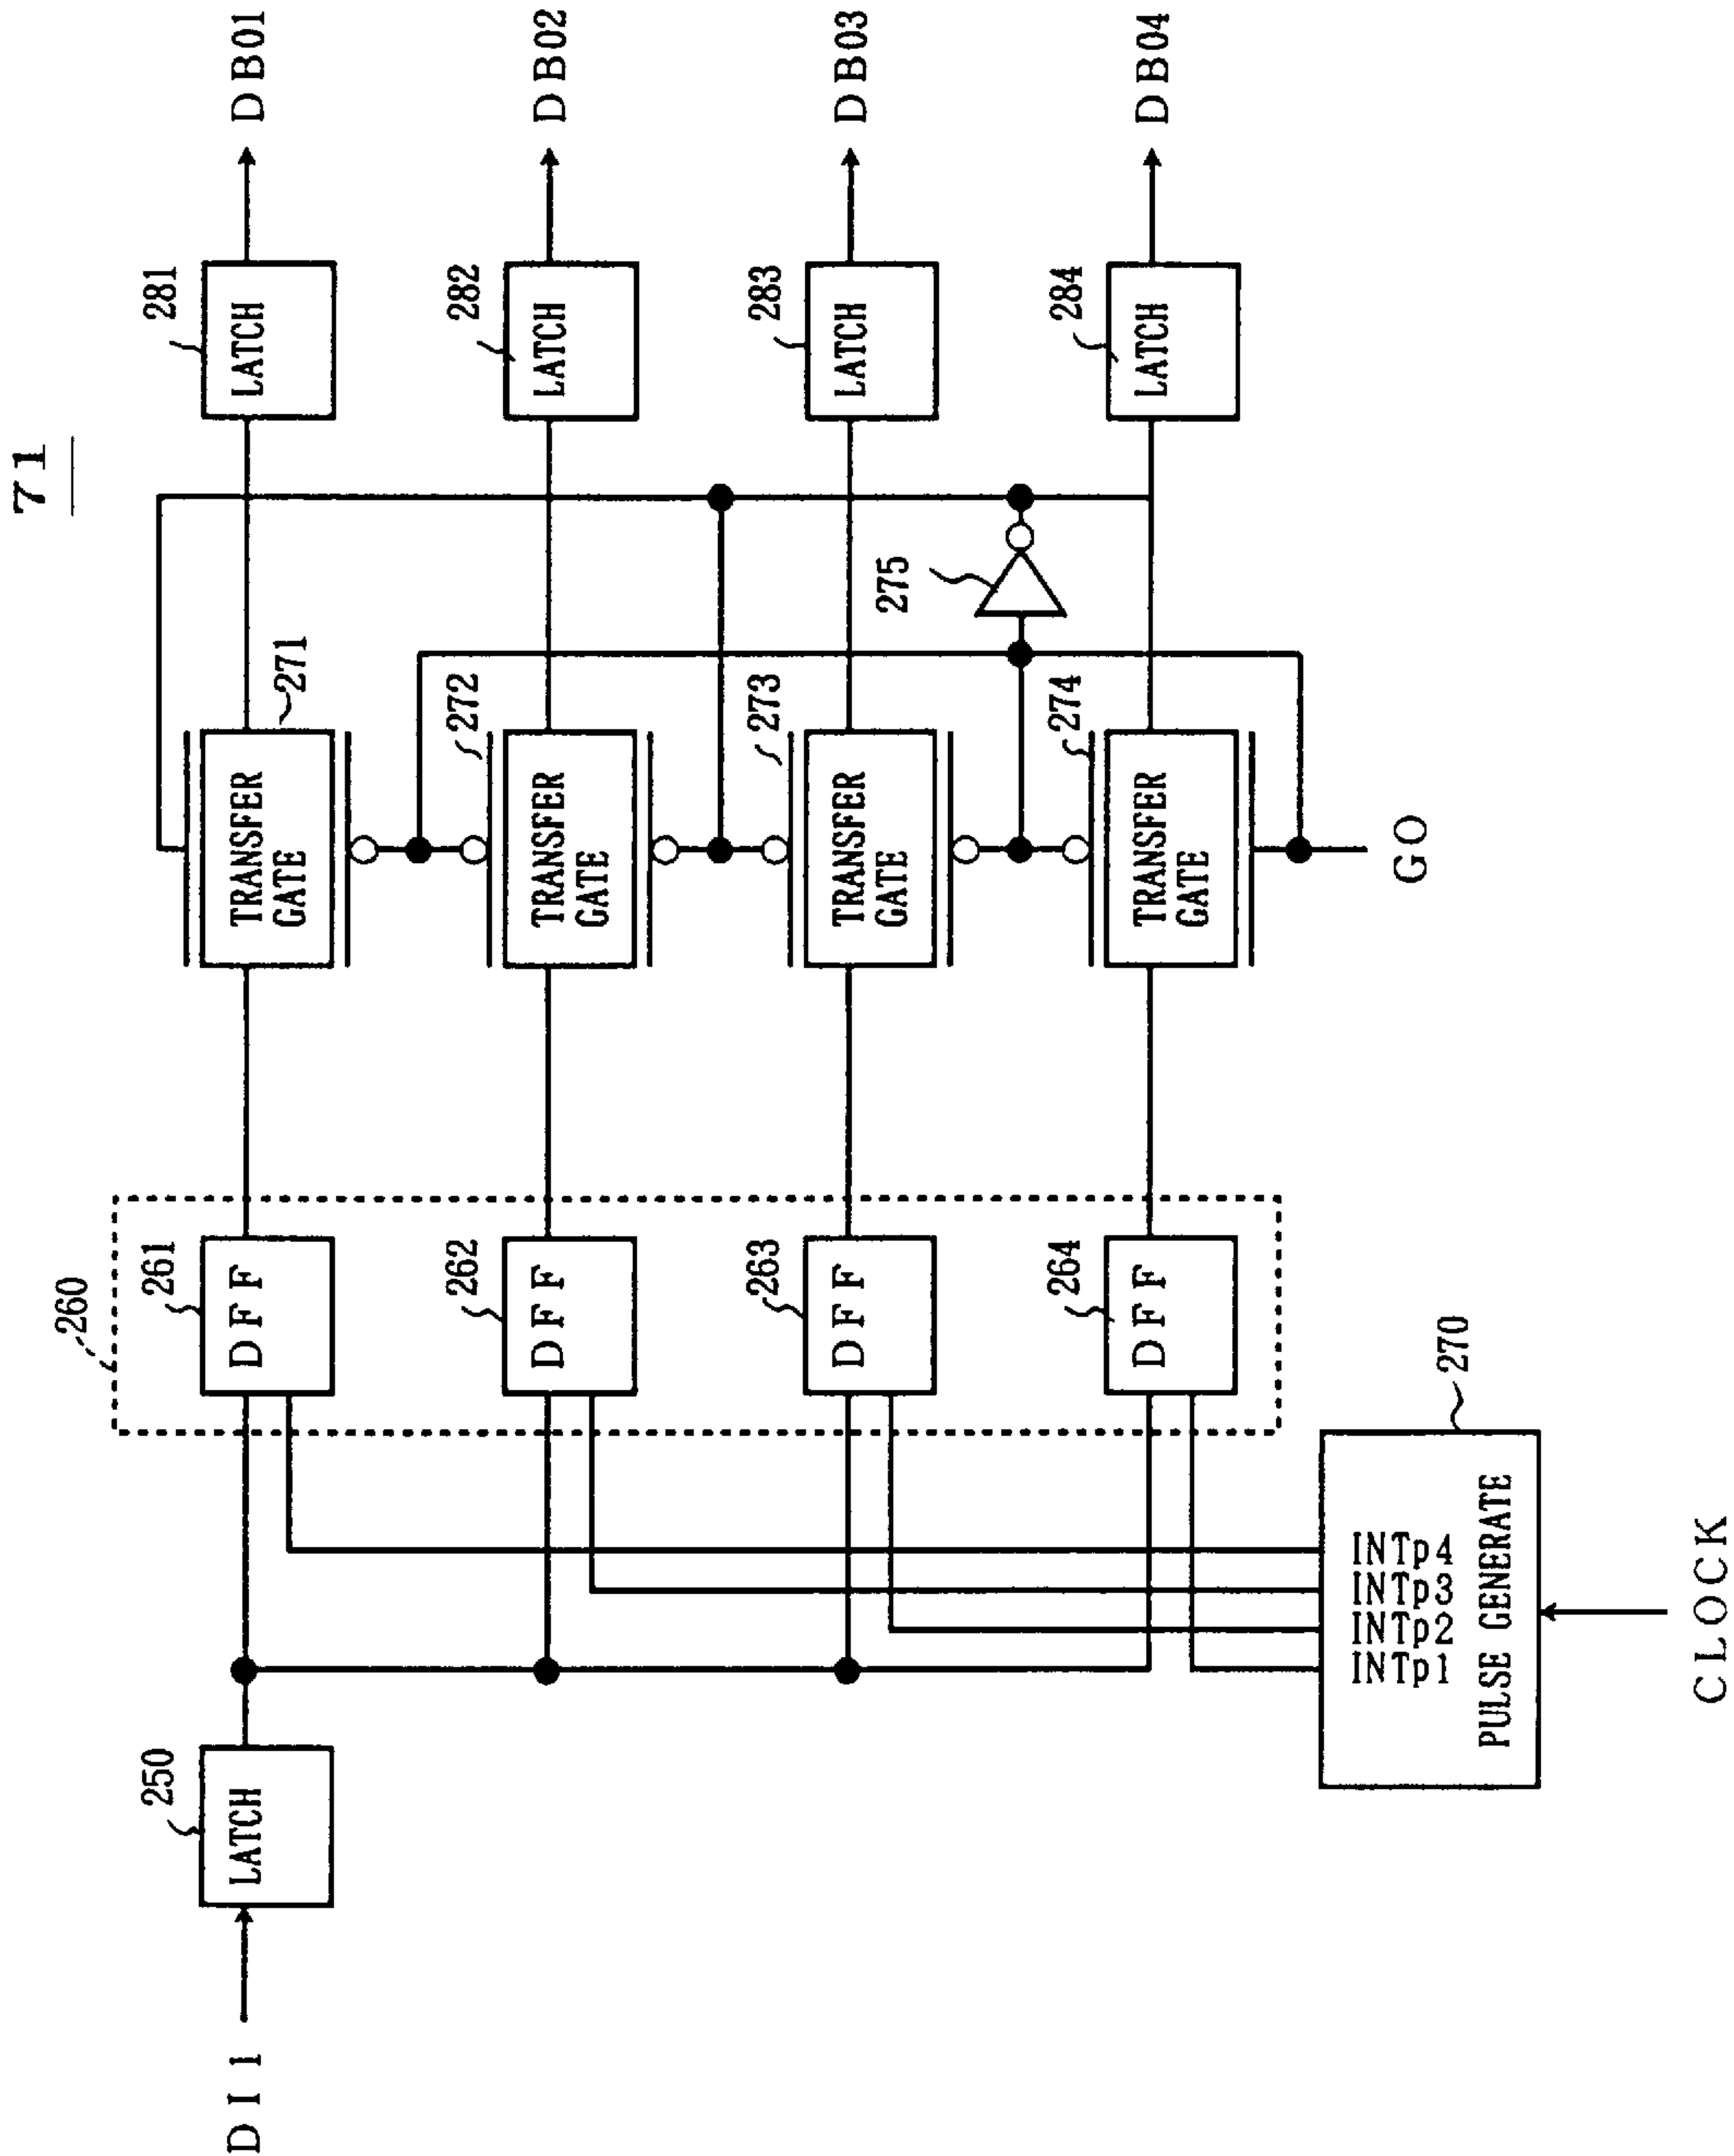 71
DI1
250
LATCH
260
261
DFF
262
DFF
263
DFF
264
DFF
270
INTp4
INTp3
INTp2
INTp1
PULSE GENERATE
CLOCK
271
TRANSFER
GATE
272
TRANSFER
GATE
273
TRANSFER
GATE
274
TRANSFER
GATE
275
GO
281
LATCH
DB01
282
LATCH
DB02
283
LATCH
DB03
284
LATCH
DB04